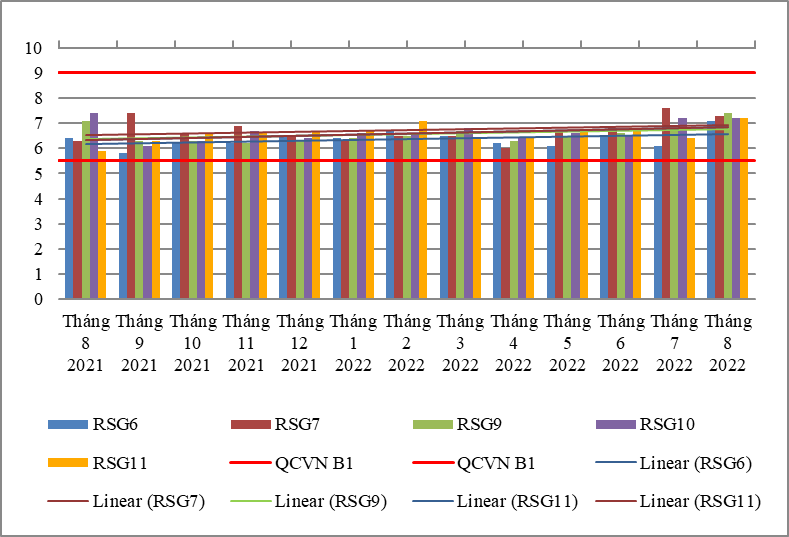 10
9
8
7
6
5
4
3
2
1
0
Tháng 8 2021
Tháng 9 2021
Tháng 10 2021
Tháng 11 2021
Tháng 12 2021
Tháng 1 2022
Tháng 2 2022
Tháng 3 2022
Tháng 4 2022
Tháng 5 2022
Tháng 6 2022
Tháng 7 2022
Tháng 8 2022
RSG6 RSG7 RSG9 RSG10
RSG11 QCVN B1 QCVN B1 Linear (RSG6)
Linear (RSG7) Linear (RSG9) Linear (RSG11) Linear (RSG11)